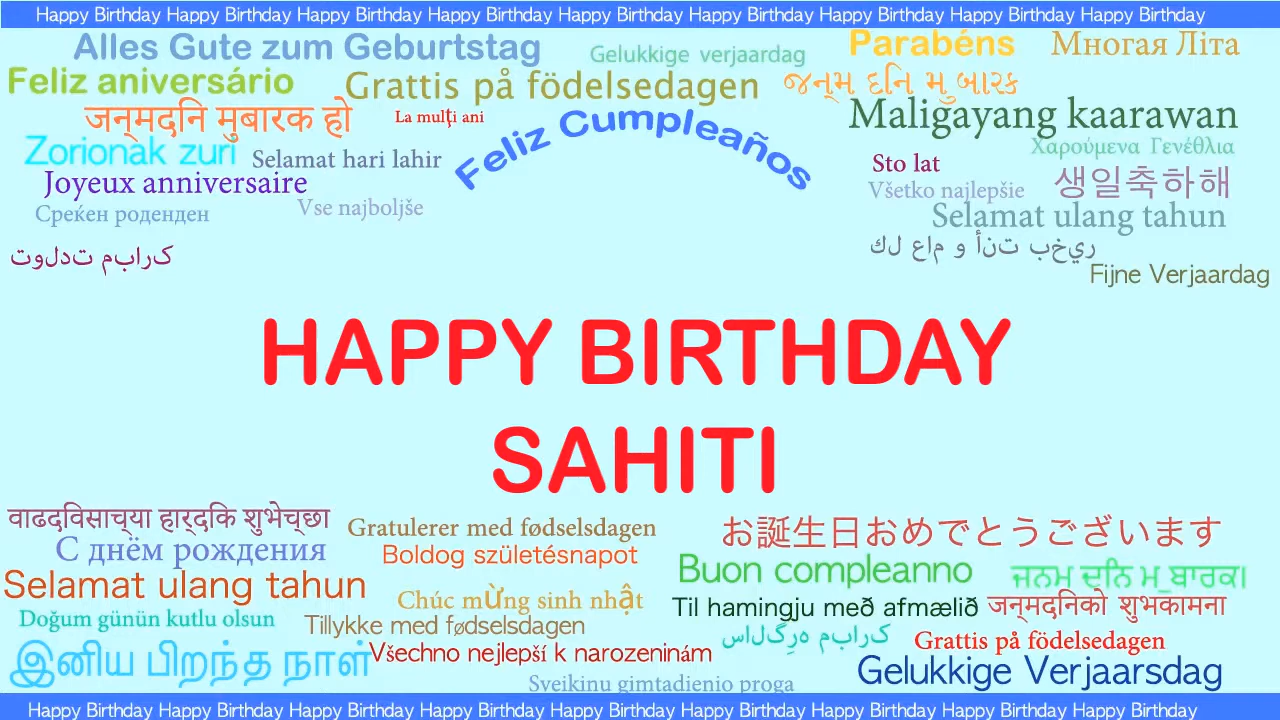 Happy Birthday Happy Birthday Happy Birthday Happy Birthday Happy Birthday Happy Birthday Happy Birthday Happy Birthday Happy Birthday
Alles Gute zum Geburtstag
Gelukkige verjaardag
Parabéns
Многая Літа
Feliz aniversário
Grattis på födelsedagen
જન્મ દિન મુબારક
जन्मदिन मुबारक हो
La mulţi ani
Feliz Cumpleaños
Maligayang kaarawan
Zorionak zuri
Selamat hari lahir
Sto lat
Χαρούμενα Γενέθλια
Joyeux anniversaire
Všetko najlepšie
생일축하해
Среќен роденден
Vse najboljše
Selamat ulang tahun
تولدت مبارک
كل عام و أنت بخير
Fijne Verjaardag
HAPPY BIRTHDAY
SAHITI
वाढदिवसाच्या हार्दिक शुभेच्छा
Gratulerer med fødselsdagen
お誕生日おめでとうございます
С днём рождения
Boldog születésnapot
Buon compleanno
ਜਨਮ ਦਿਨ ਮੁਬਾਰਕ।
Selamat ulang tahun
Chúc mừng sinh nhật
Til hamingju með afmælið
जन्मदिनको शुभकामना
Doğum günün kutlu olsun
Tillykke med fødselsdagen
سالگرہ مبارک
Grattis på födelsedagen
இனிய பிறந்த நாள்
Všechno nejlepší k narozeninám
Gelukkige Verjaarsdag
Sveikinu gimtadienio proga
Happy Birthday Happy Birthday Happy Birthday Happy Birthday Happy Birthday Happy Birthday Happy Birthday Happy Birthday Happy Birthday